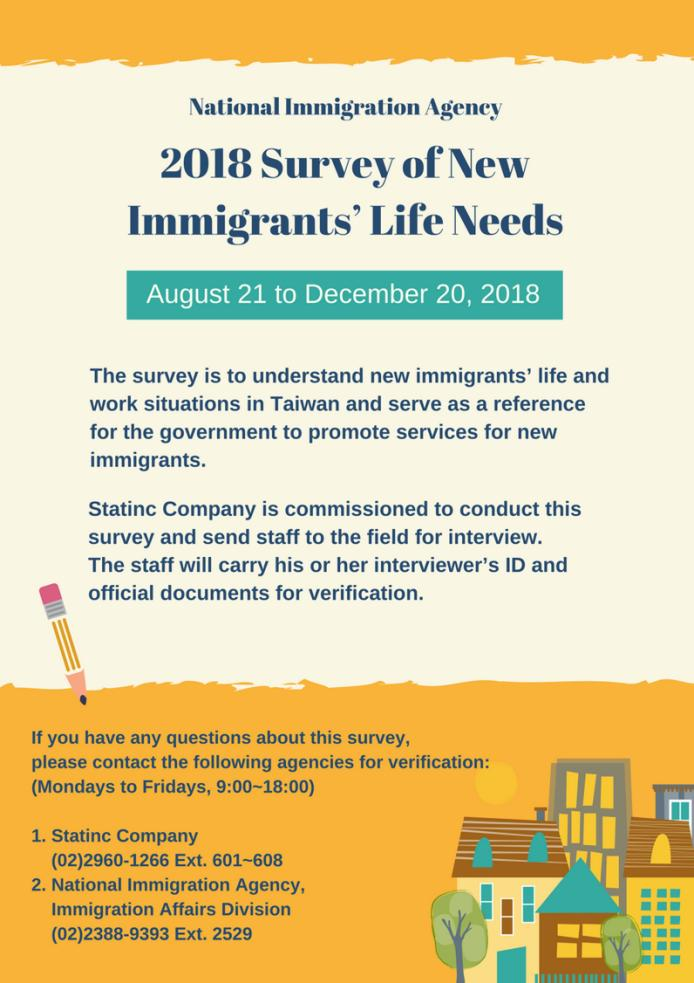 National Immigration Agency
2018 Survey of New
Immigrants’ Life Needs
August 21 to December 20, 2018
The survey is to understand new immigrants’ life and
work situations in Taiwan and serve as a reference
for the government to promote services for new
immigrants.
Statinc Company is commissioned to conduct this
survey and send staff to the field for interview.
The staff will carry his or her interviewer’s ID and
official documents for verification.
If you have any questions about this survey,
please contact the following agencies for verification:
(Mondays to Fridays, 9:00~18:00)
1. Statinc Company
(02)2960-1266 Ext. 601~608
2. National Immigration Agency,
Immigration Affairs Division
(02)2388-9393 Ext. 2529